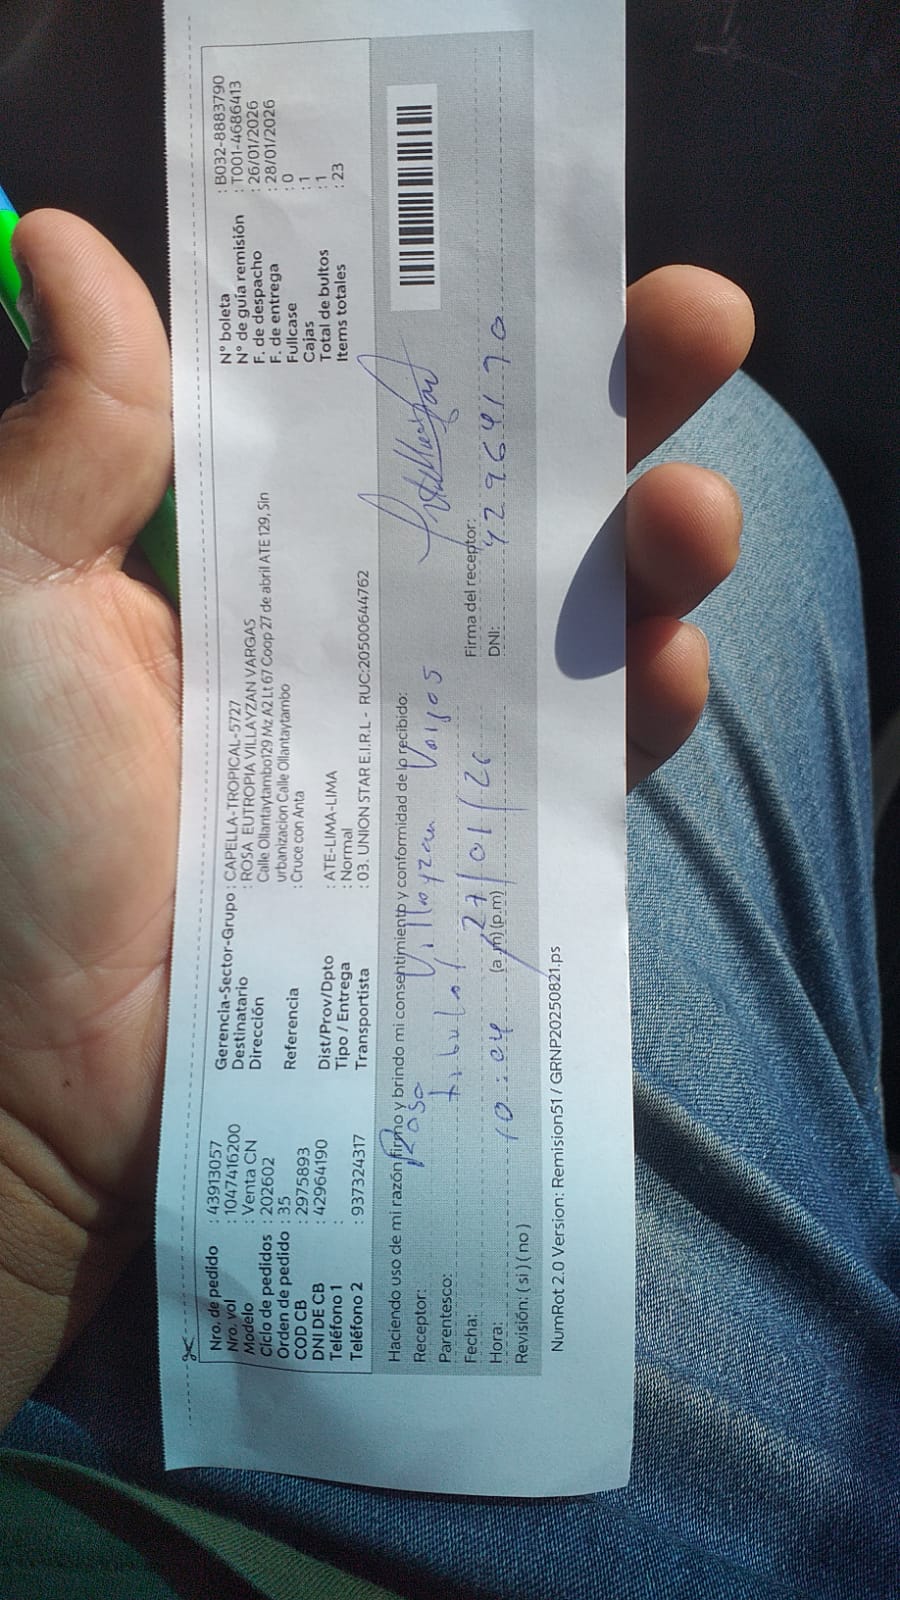 Nro. de pedido : 43913057
Nro. vol : 1047416200
Modelo : Venta CN
Ciclo de pedidos : 202602
Orden de pedido : 35
COD CB : 2975893
DNI DE CB : 42964190
Teléfono 1 :
Teléfono 2 : 937324317
Gerencia-Sector-Grupo : CAPELLA-TROPICAL-5727
Destinatario : ROSA EUTROPIA VILLAYZAN VARGAS
Dirección Calle Ollantaytambo129 Mz A2 Lt 67 Coop 27 de abril ATE 129, Sin
urbanizacion Calle Ollantaytambo
Referencia : Cruce con Anta
Dist/Prov/Dpto : ATE-LIMA-LIMA
Tipo / Entrega : Normal
Transportista : 03. UNION STAR E.I.R.L - RUC:20500644762
N° boleta : B032-8883790
N° de guía remisión : T001-4686413
F. de despacho : 26/01/2026
F. de entrega : 28/01/2026
Fullcase : 0
Cajas : 1
Total de bultos : 1
Items totales : 23
Haciendo uso de mi razón firmo y brindo mi consentimiento y conformidad de lo recibido:
Receptor: Rosa Villayzan Vargas
Parentesco: titular
Fecha: 27/01/26
Hora: 10:04 (a.m) (p.m)
Revisión: ( si ) ( no )
Firma del receptor:
DNI: 42964190
NumRot 2.0 Version: Remision51 / GRNP20250821.ps